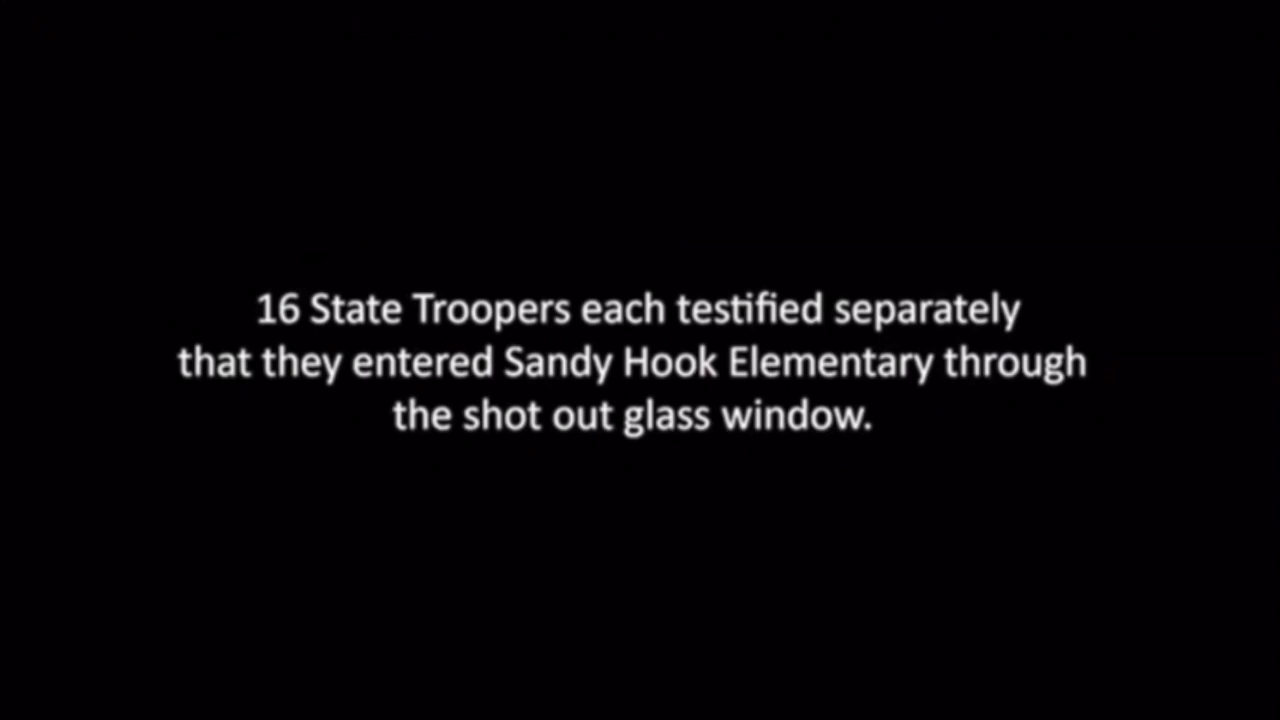 16 State Troopers each testified separately
that they entered Sandy Hook Elementary through
the shot out glass window.